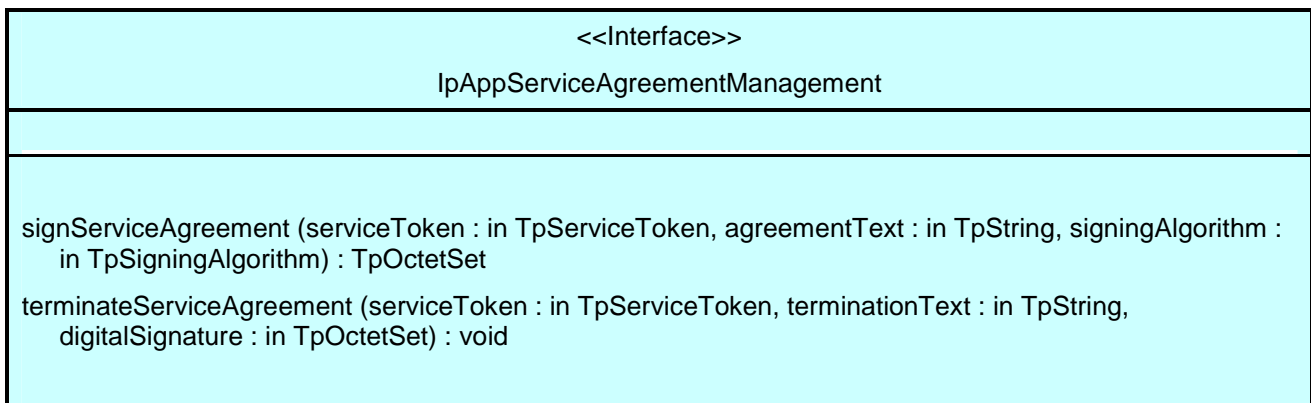 <<Interface>>
IpAppServiceAgreementManagement
signServiceAgreement (serviceToken : in TpServiceToken, agreementText : in TpString, signingAlgorithm :
in TpSigningAlgorithm) : TpOctetSet
terminateServiceAgreement (serviceToken : in TpServiceToken, terminationText : in TpString,
digitalSignature : in TpOctetSet) : void